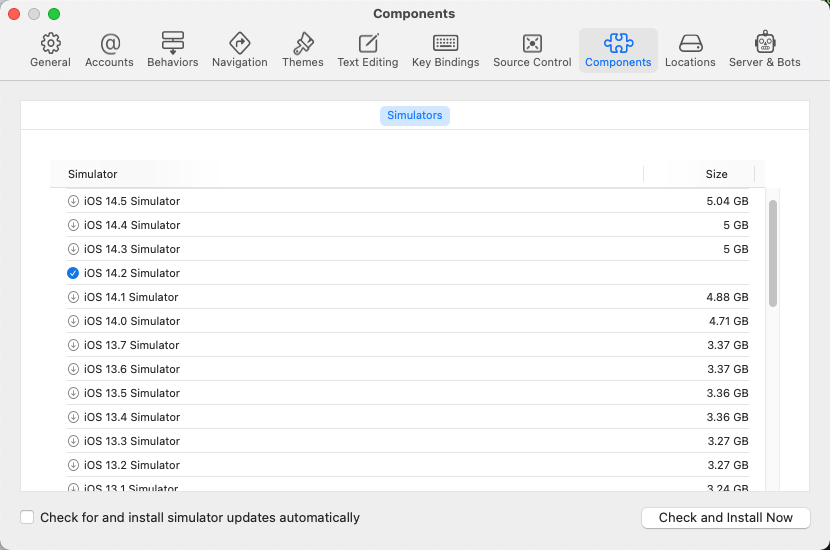 Components
General Accounts Behaviors Navigation Themes Text Editing Key Bindings Source Control Components Locations Server & Bots
Simulators
Simulator Size
iOS 14.5 Simulator 5.04 GB
iOS 14.4 Simulator 5 GB
iOS 14.3 Simulator 5 GB
iOS 14.2 Simulator
iOS 14.1 Simulator 4.88 GB
iOS 14.0 Simulator 4.71 GB
iOS 13.7 Simulator 3.37 GB
iOS 13.6 Simulator 3.37 GB
iOS 13.5 Simulator 3.36 GB
iOS 13.4 Simulator 3.36 GB
iOS 13.3 Simulator 3.27 GB
iOS 13.2 Simulator 3.27 GB
iOS 13.1 Simulator 3.24 GB
Check for and install simulator updates automatically Check and Install Now